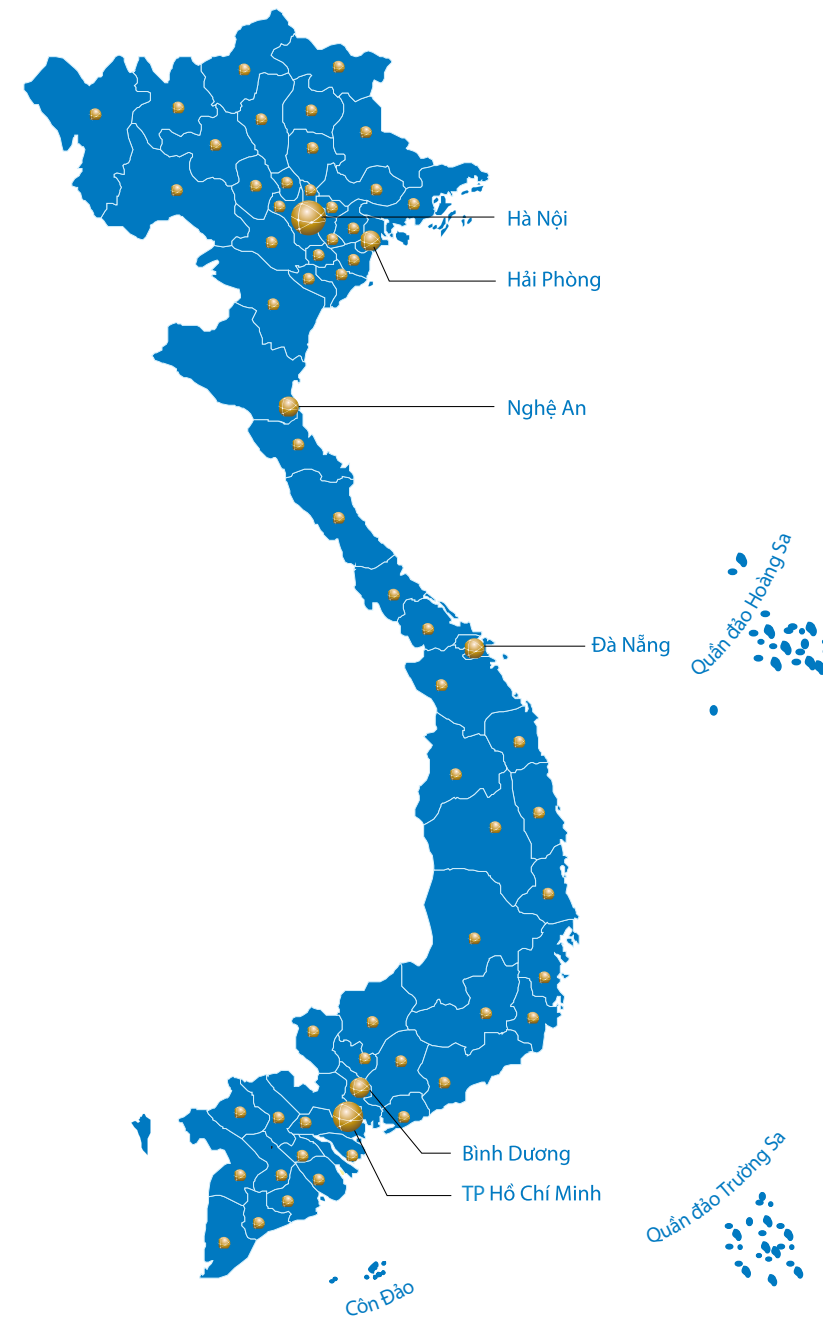 Hà Nội
Hải Phòng
Nghệ An
Quần đảo Hoàng Sa
Đà Nẵng
Bình Dương
TP Hồ Chí Minh
Quần đảo Trường Sa
Côn Đảo